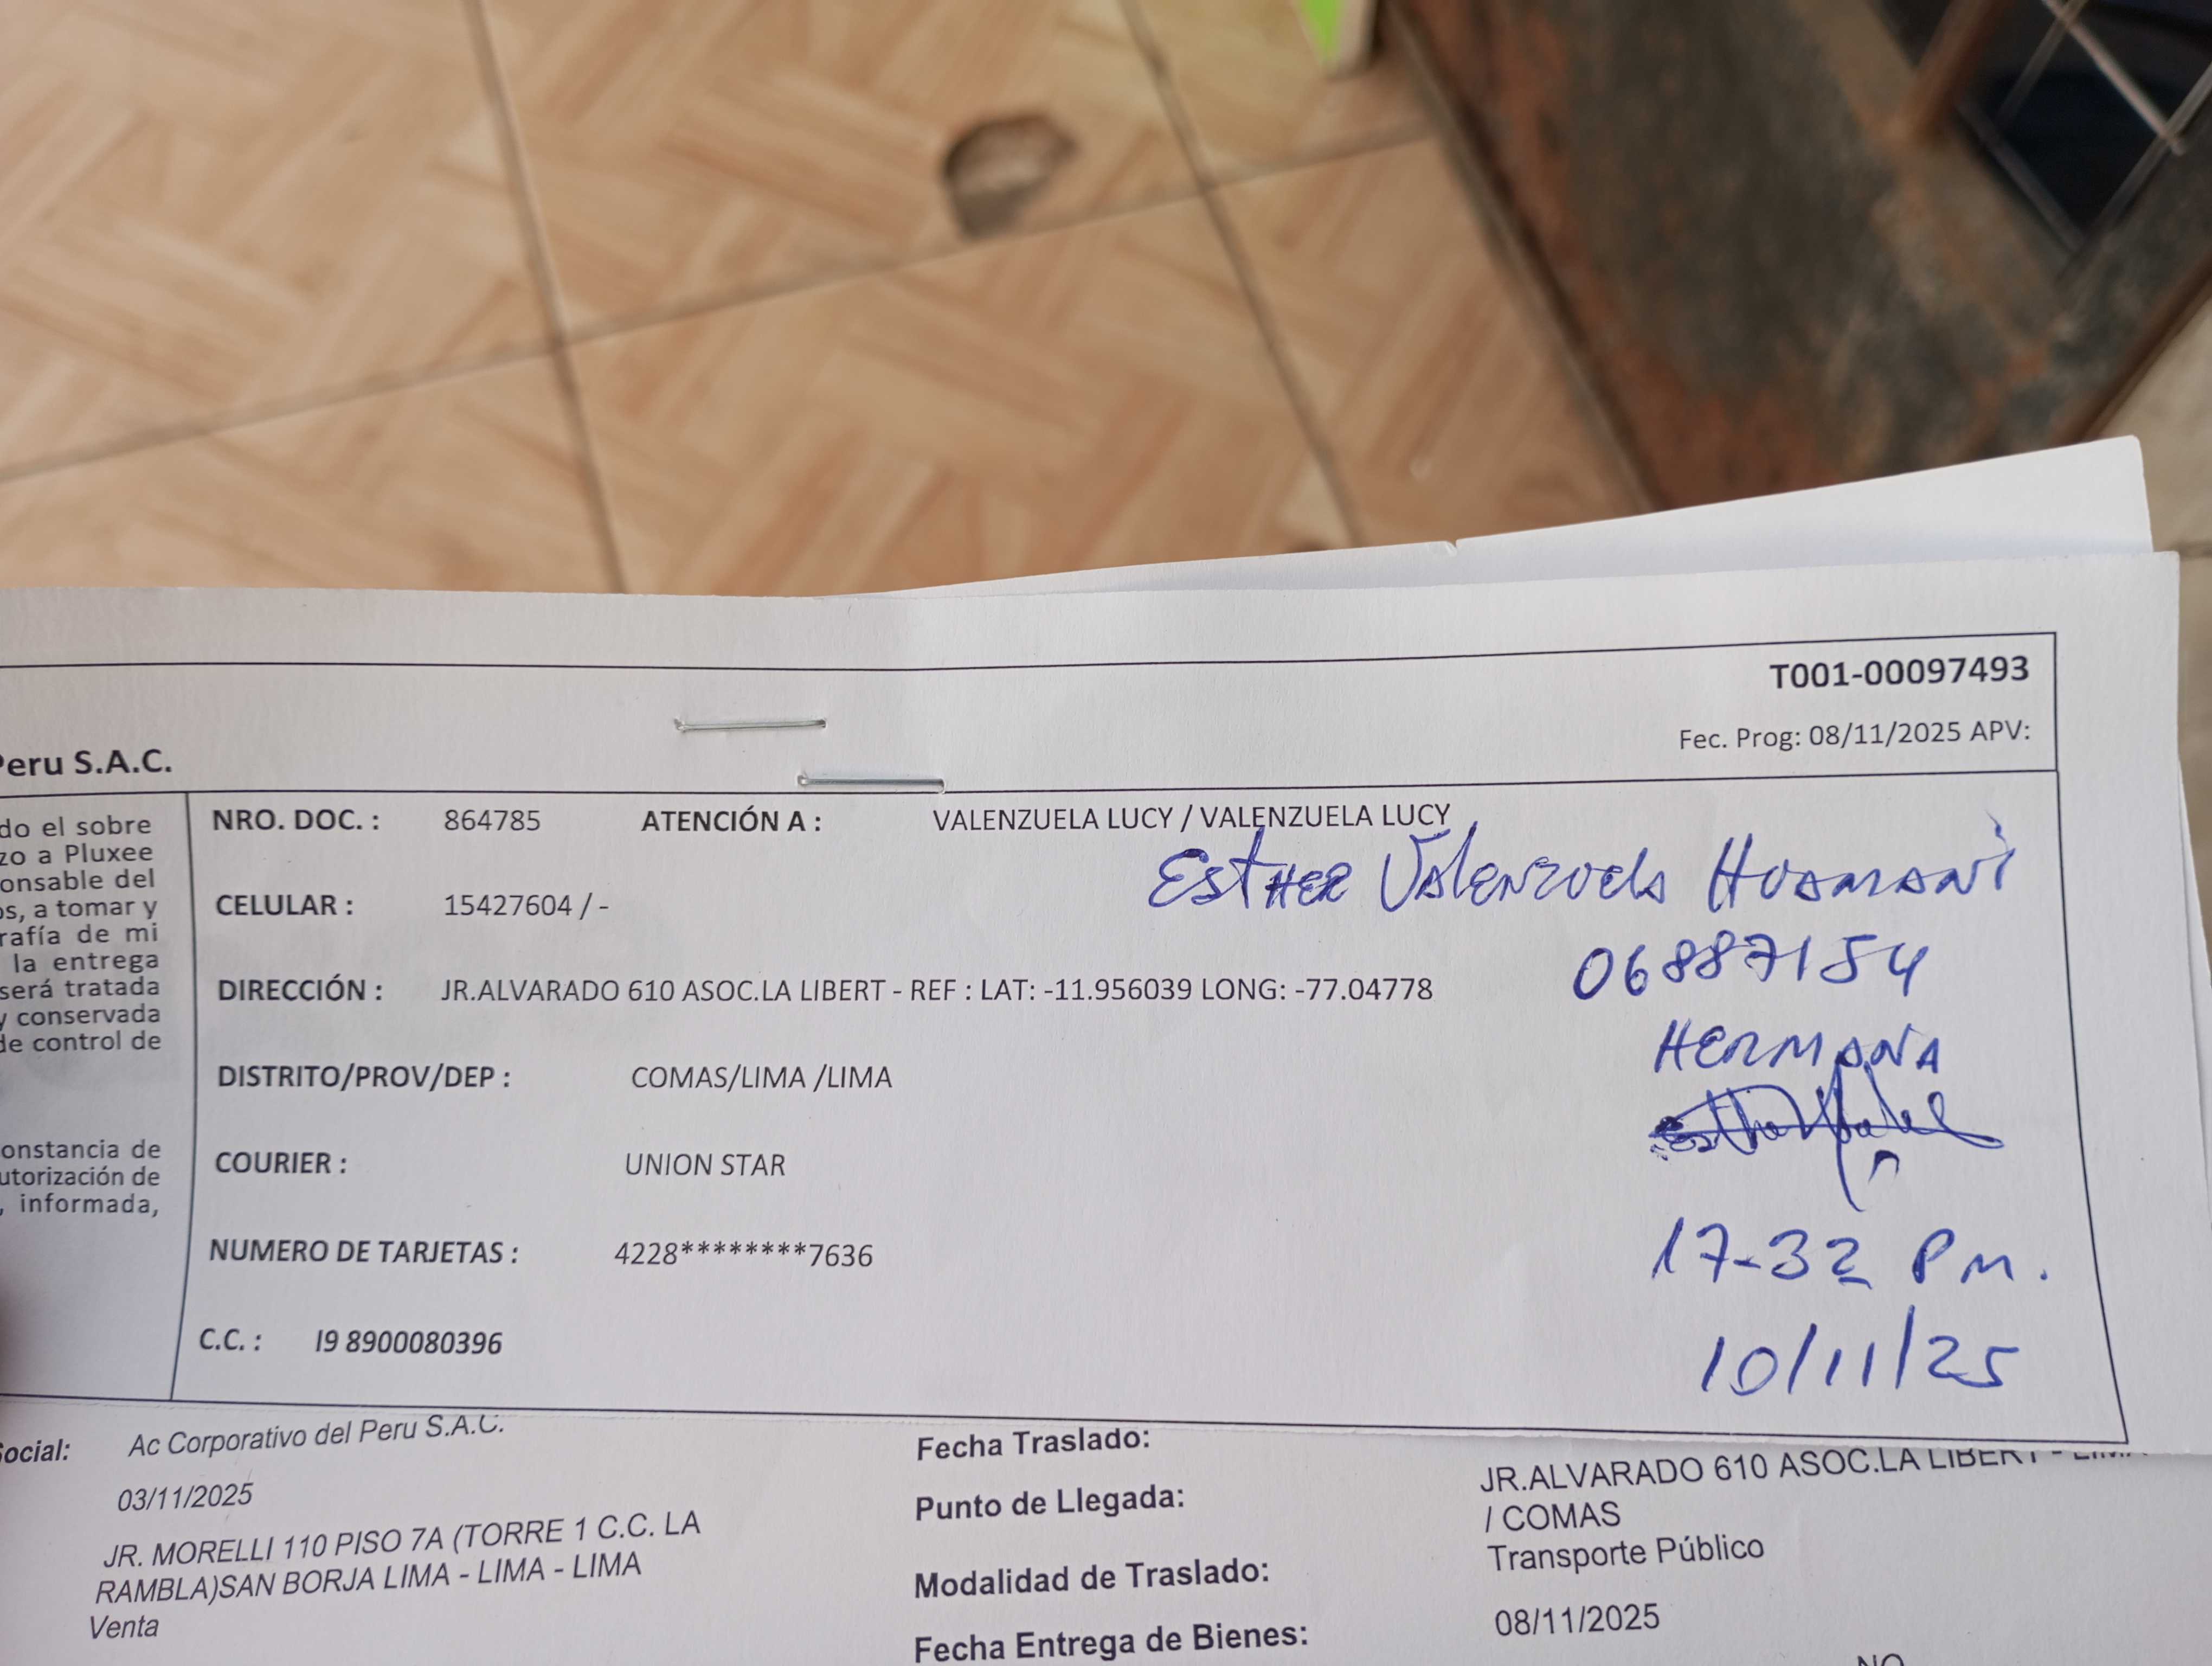 T001-00097493
Fec. Prog: 08/11/2025 APV:
Peru S.A.C.
do el sobre
zo a Pluxee
onsable del
os, a tomar y
rafía de mi
la entrega
será tratada
y conservada
de control de
onstancia de
utorización de
, informada,
NRO. DOC. : 864785 ATENCIÓN A : VALENZUELA LUCY / VALENZUELA LUCY
CELULAR : 15427604 / -
DIRECCIÓN : JR.ALVARADO 610 ASOC.LA LIBERT - REF : LAT: -11.956039 LONG: -77.04778
DISTRITO/PROV/DEP : COMAS/LIMA /LIMA
COURIER : UNION STAR
NUMERO DE TARJETAS : 4228********7636
C.C. : I9 8900080396
Esther Valenzuela Huamaní
06887154
HERMANA
17-32 Pm.
10/11/25
Social: Ac Corporativo del Peru S.A.C.
03/11/2025
JR. MORELLI 110 PISO 7A (TORRE 1 C.C. LA
RAMBLA)SAN BORJA LIMA - LIMA - LIMA
Venta
Fecha Traslado:
Punto de Llegada: JR.ALVARADO 610 ASOC.LA LIBERT - LIMA
/ COMAS
Modalidad de Traslado: Transporte Público
Fecha Entrega de Bienes: 08/11/2025
NO